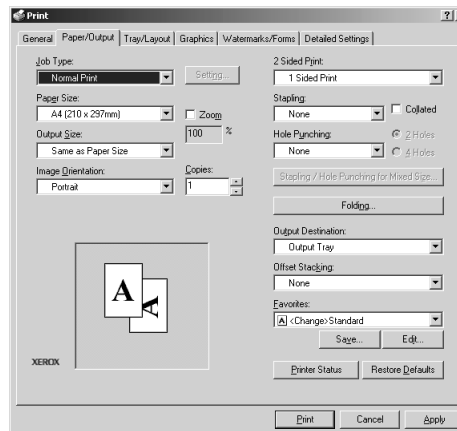 Print
General Paper/Output Tray/Layout Graphics Watermarks/Forms Detailed Settings
Job Type:
Normal Print
Setting...
Paper Size:
A4 (210 x 297mm)
Zoom
Output Size:
Same as Paper Size
100 %
Image Orientation:
Portrait
Copies:
1
2 Sided Print:
1 Sided Print
Stapling:
None
Collated
Hole Punching:
None
2 Holes
4 Holes
Stapling / Hole Punching for Mixed Size...
Folding...
Output Destination:
Output Tray
Offset Stacking:
None
Favorites:
A <Change>Standard
Save... Edit...
A
A
XEROX
Printer Status Restore Defaults
Print Cancel Apply